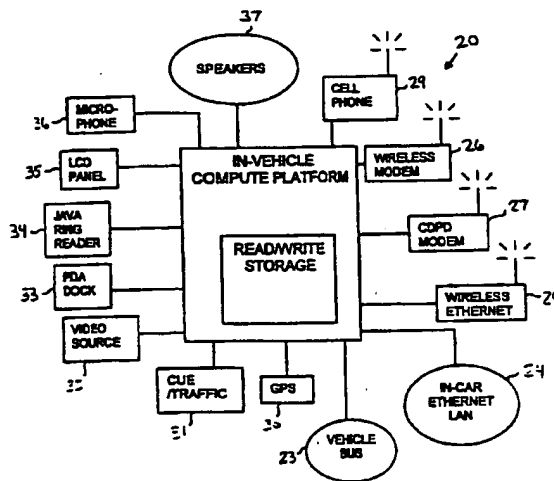 37
SPEAKERS
20
CELL
PHONE
29
36
MICRO-
PHONE
35
LCD
PANEL
IN-VEHICLE
COMPUTE PLATFORM
WIRELESS MODEM
26
34
JAVA
RING
READER
CDPD
MODEM
27
READ/WRITE
STORAGE
33
PDA
DOCK
WIRELESS ETHERNET
VIDEO
SOURCE
CUE
/TRAFFIC
31
GPS
30
23
VEHICLE
BUS
IN-CAR
ETHERNET
LAN
24